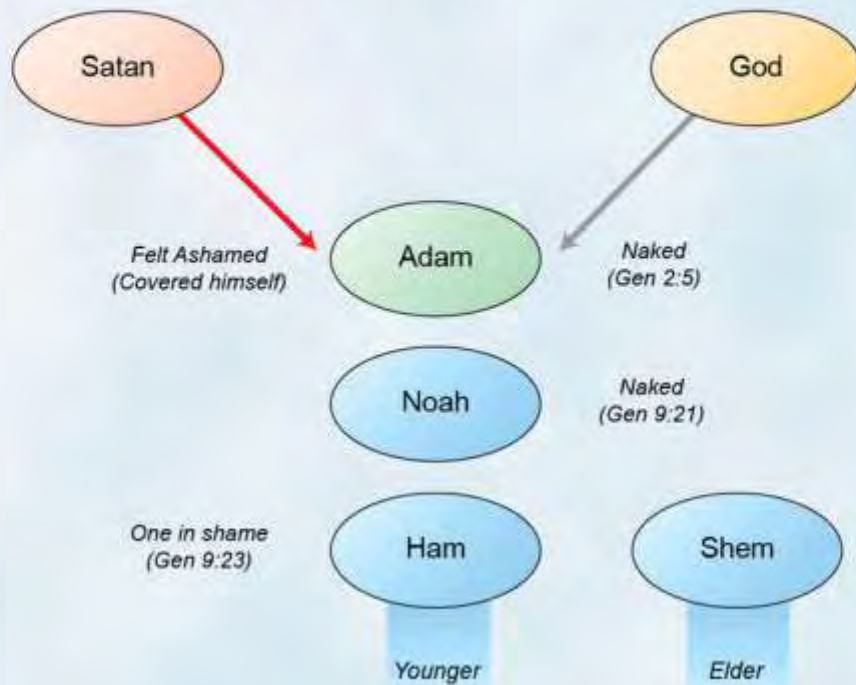 Satan
God
Felt Ashamed
(Covered himself)
Adam
Naked
(Gen 2:5)
Noah
Naked
(Gen 9:21)
One in shame
(Gen 9:23)
Ham
Shem
Younger
Elder